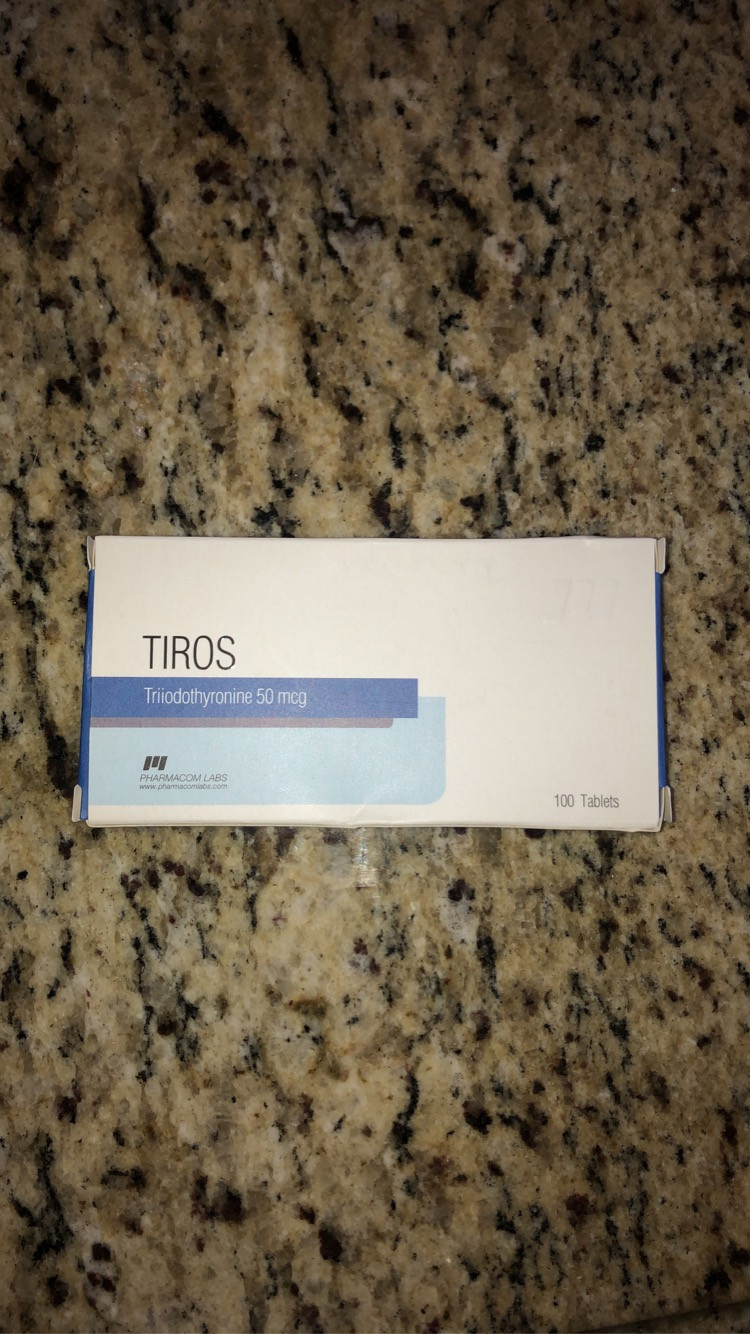 TIROS
Triiodothyronine 50 mcg
PHARMACOM LABS
www.pharmacomlabs.com
100 Tablets